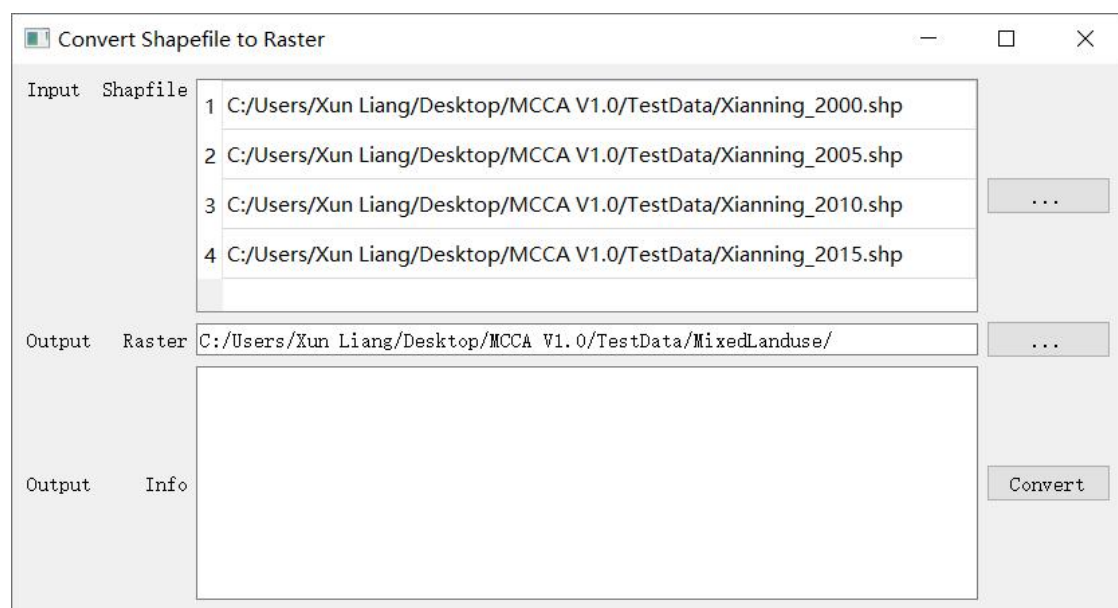 Convert Shapefile to Raster
Input Shapfile
1 C:/Users/Xun Liang/Desktop/MCCA V1.0/TestData/Xianning_2000.shp
2 C:/Users/Xun Liang/Desktop/MCCA V1.0/TestData/Xianning_2005.shp
3 C:/Users/Xun Liang/Desktop/MCCA V1.0/TestData/Xianning_2010.shp
4 C:/Users/Xun Liang/Desktop/MCCA V1.0/TestData/Xianning_2015.shp
...
Output Raster C:/Users/Xun Liang/Desktop/MCCA V1.0/TestData/MixedLanduse/ ...
Output Info
Convert